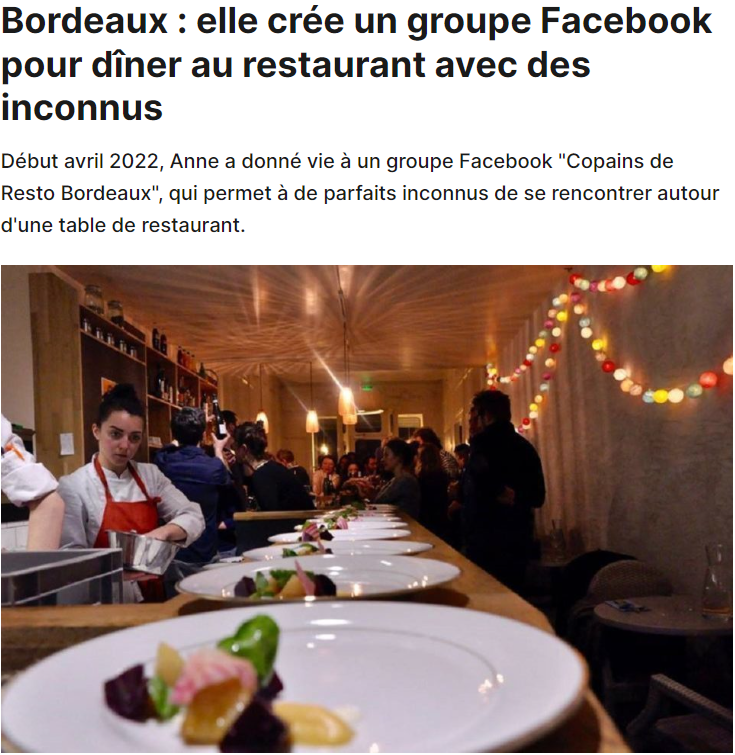 Bordeaux : elle crée un groupe Facebook
pour dîner au restaurant avec des
inconnus
Début avril 2022, Anne a donné vie à un groupe Facebook "Copains de
Resto Bordeaux", qui permet à de parfaits inconnus de se rencontrer autour
d'une table de restaurant.